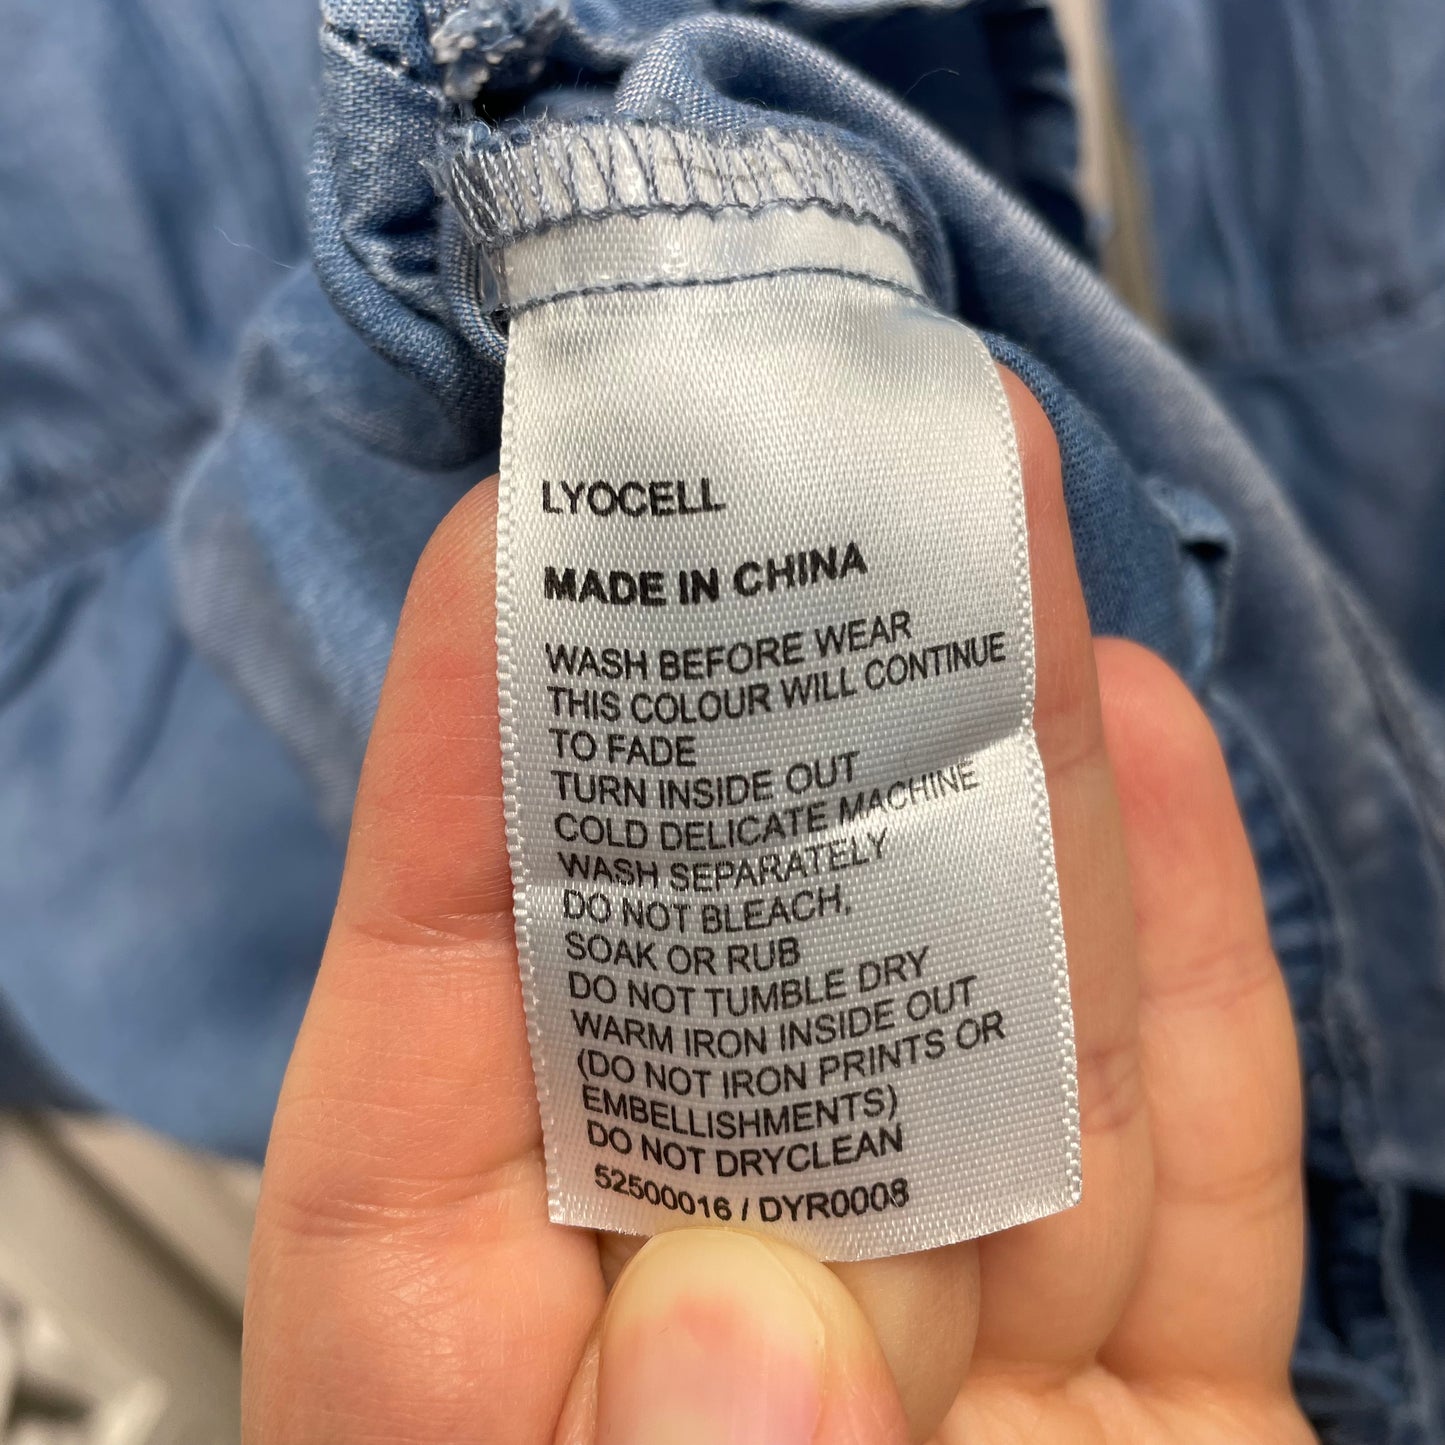 LYOCELL
MADE IN CHINA
WASH BEFORE WEAR
THIS COLOUR WILL CONTINUE
TO FADE
TURN INSIDE OUT
COLD DELICATE MACHINE
WASH SEPARATELY
DO NOT BLEACH,
SOAK OR RUB
DO NOT TUMBLE DRY
WARM IRON INSIDE OUT
(DO NOT IRON PRINTS OR
EMBELLISHMENTS)
DO NOT DRYCLEAN
52500016 / DYR0008